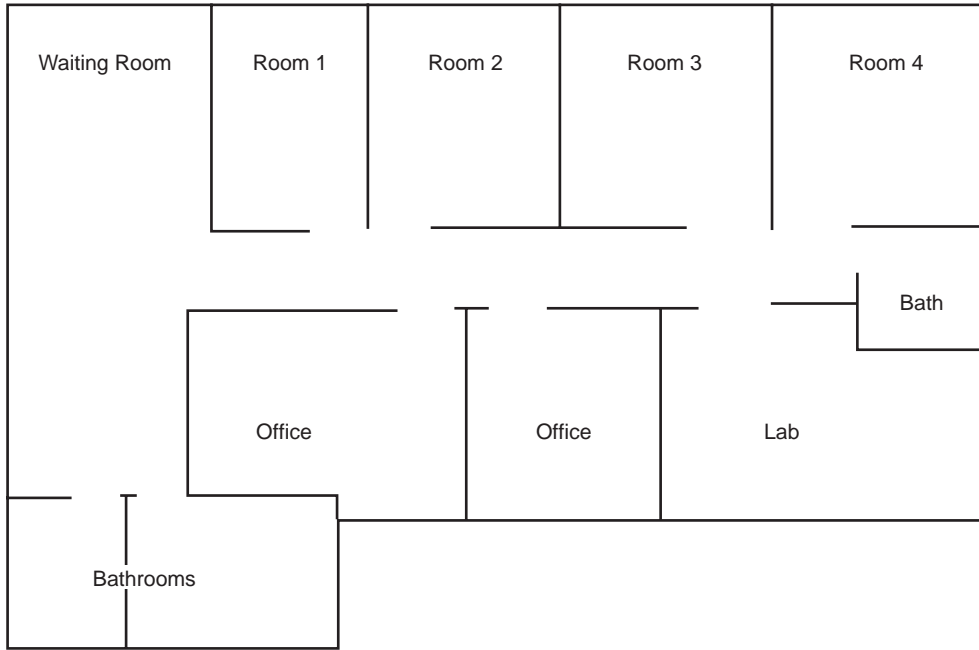 Waiting Room
Room 1
Room 2
Room 3
Room 4
Bath
Office
Office
Lab
Bathrooms